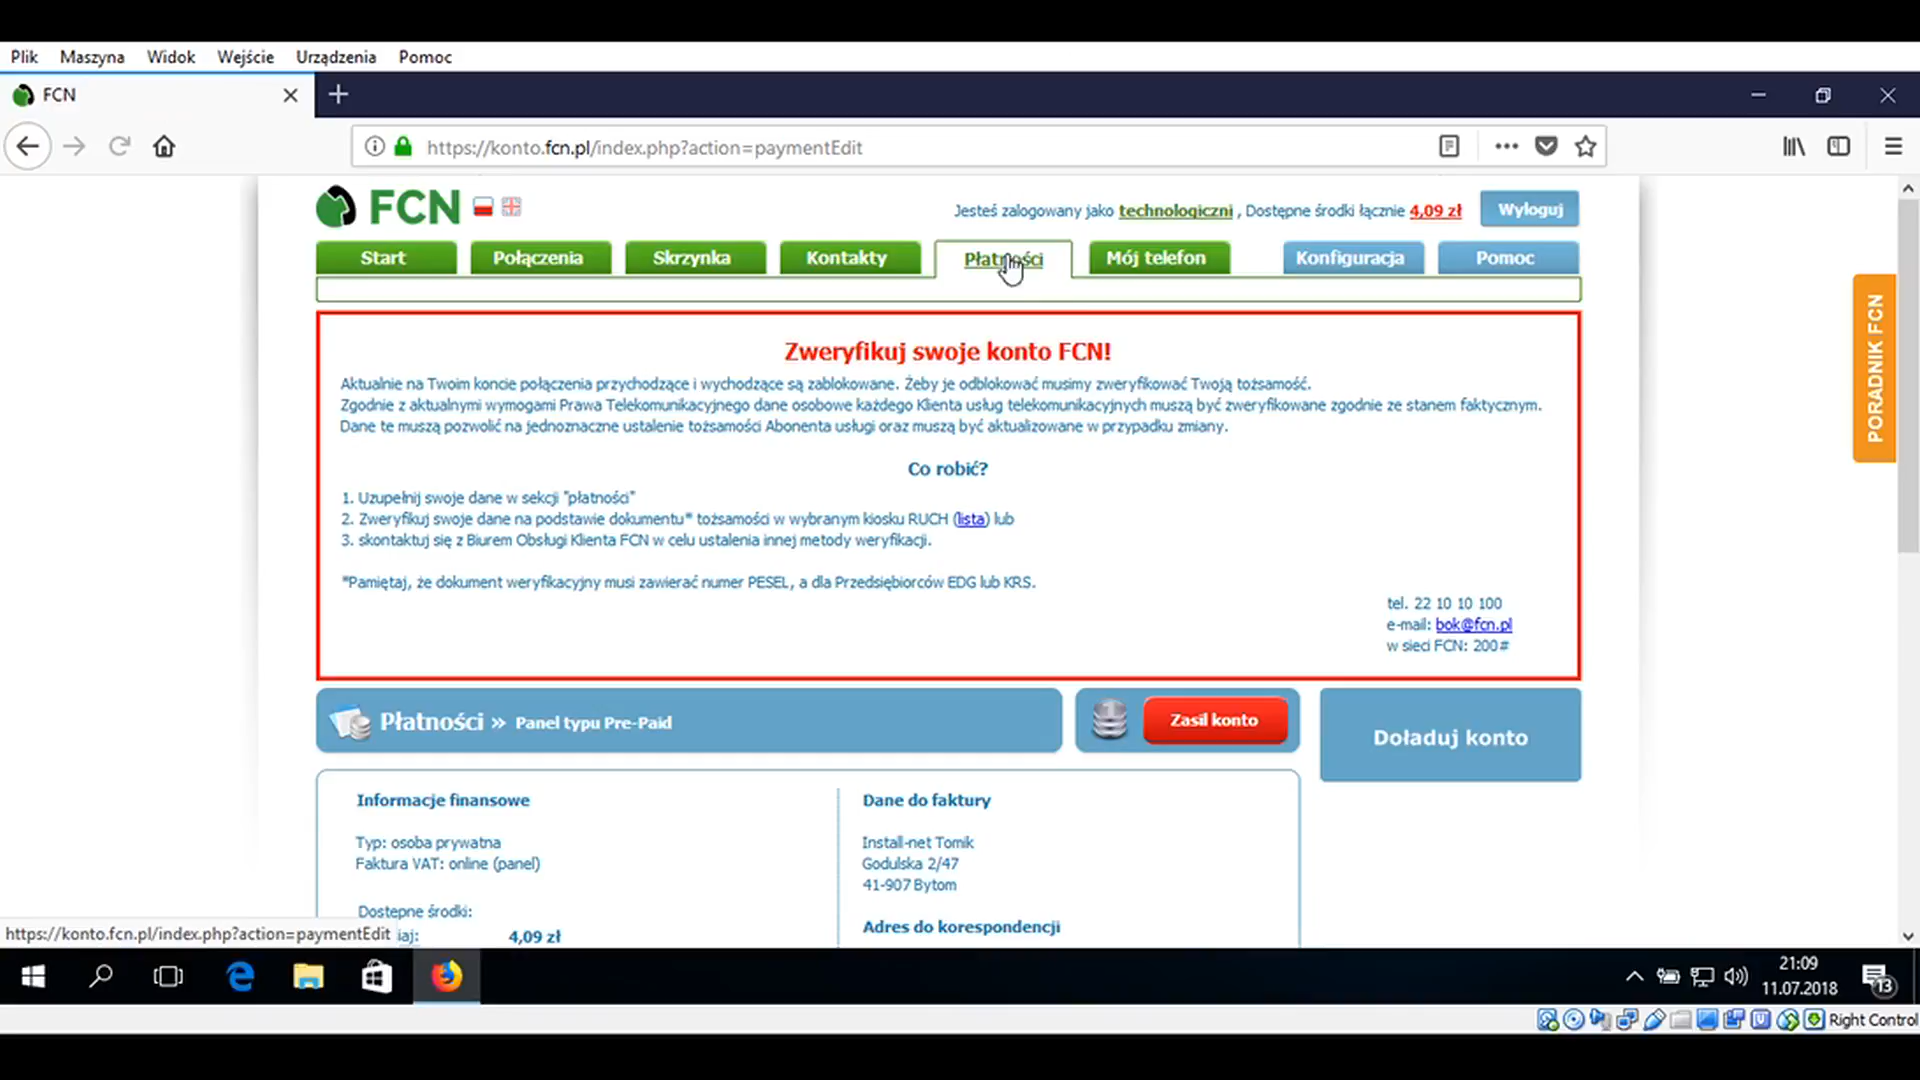 Plik Maszyna Widok Wejście Urządzenia Pomoc
FCN
https://konto.fcn.pl/index.php?action=paymentEdit
FCN
Jesteś zalogowany jako technologiczni , Dostępne środki łącznie 4,09 zł
Wyloguj
Start
Połączenia
Skrzynka
Kontakty
Płatności
Mój telefon
Konfiguracja
Pomoc
PORADNIK FCN
Zweryfikuj swoje konto FCN!
Aktualnie na Twoim koncie połączenia przychodzące i wychodzące są zablokowane. Żeby je odblokować musimy zweryfikować Twoją tożsamość.
Zgodnie z aktualnymi wymogami Prawa Telekomunikacyjnego dane osobowe każdego Klienta usług telekomunikacyjnych muszą być zweryfikowane zgodnie ze stanem faktycznym.
Dane te muszą pozwolić na jednoznaczne ustalenie tożsamości Abonenta usługi oraz muszą być aktualizowane w przypadku zmiany.
Co robić?
1. Uzupełnij swoje dane w sekcji "płatności"
2. Zweryfikuj swoje dane na podstawie dokumentu* tożsamości w wybranym kiosku RUCH (lista) lub
3. skontaktuj się z Biurem Obsługi Klienta FCN w celu ustalenia innej metody weryfikacji.
*Pamiętaj, że dokument weryfikacyjny musi zawierać numer PESEL, a dla Przedsiębiorców EDG lub KRS.
tel. 22 10 10 100
e-mail: bok@fcn.pl
w sieci FCN: 200#
Płatności » Panel typu Pre-Paid
Zasil konto
Doładuj konto
Informacje finansowe
Typ: osoba prywatna
Faktura VAT: online (panel)
Dostępne środki:
iaj: 4,09 zł
Dane do faktury
Install-net Tomik
Godulska 2/47
41-907 Bytom
Adres do korespondencji
https://konto.fcn.pl/index.php?action=paymentEdit
21:09
11.07.2018
13
Right Control